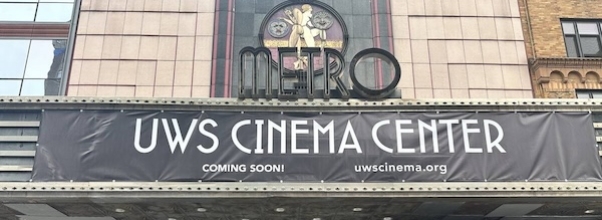 METRO
UWS CINEMA CENTER
COMING SOON! uwscinema.org